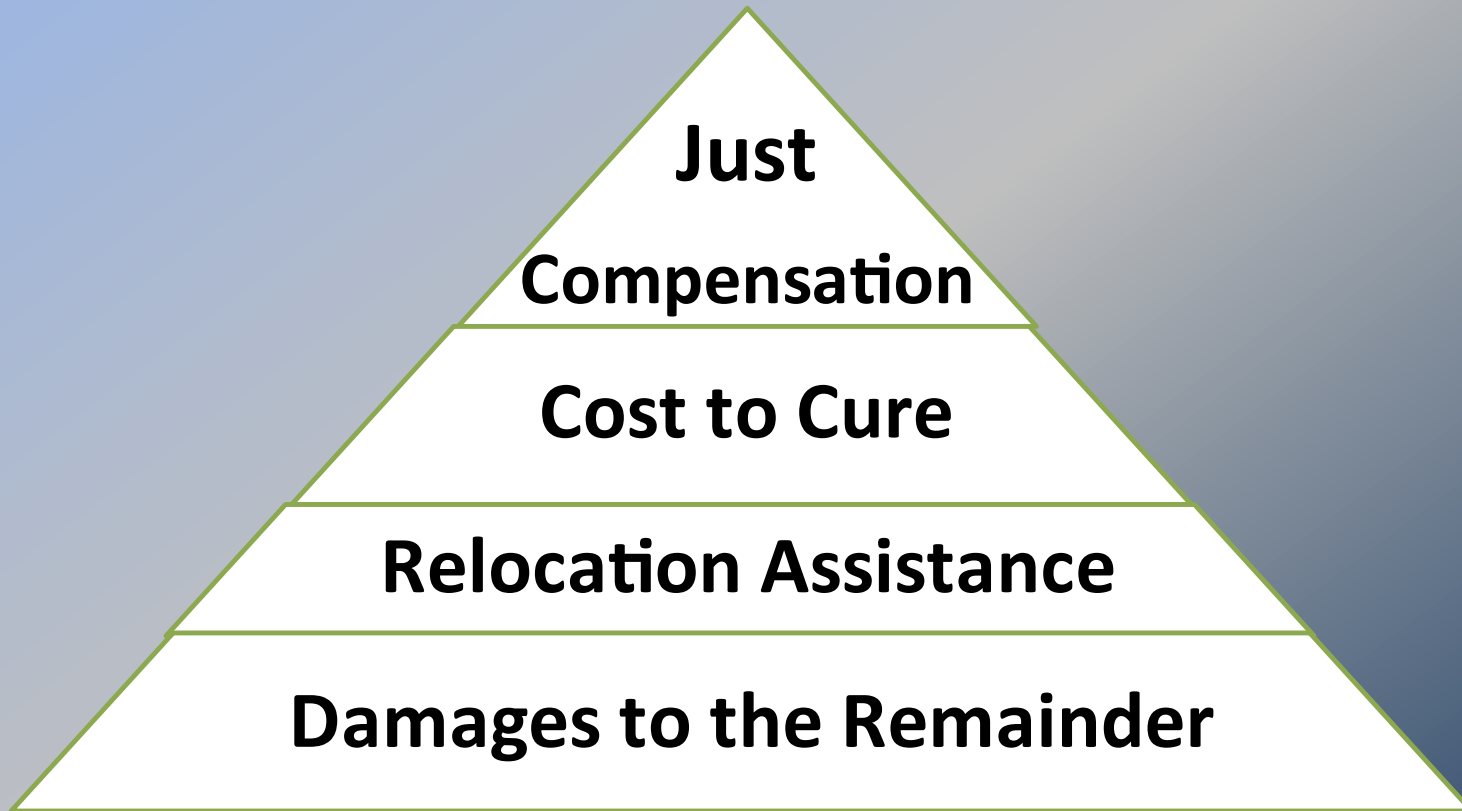 Just
Compensation
Cost to Cure
Relocation Assistance
Damages to the Remainder